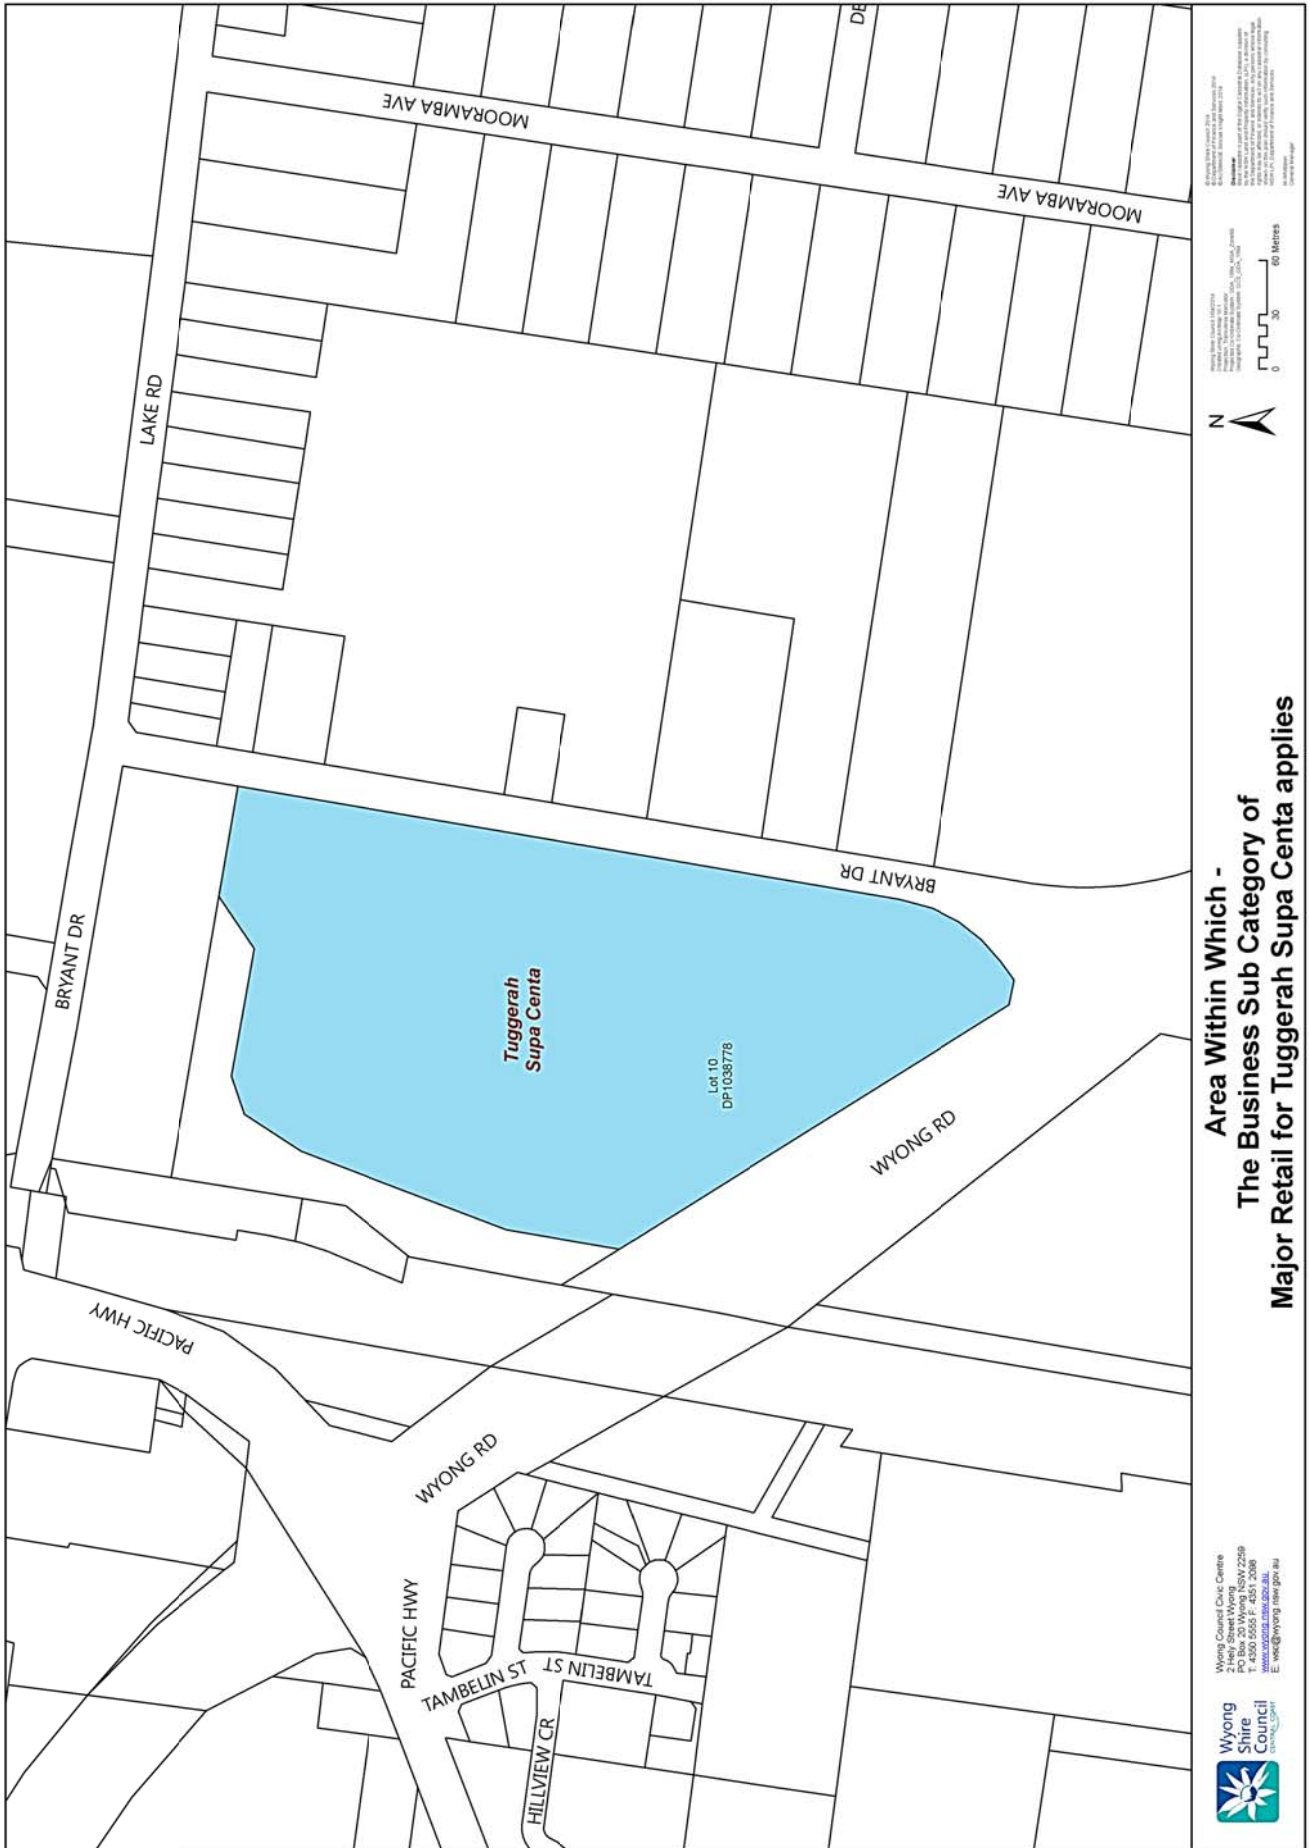 MOORAMBA AVE
MOORAMBA AVE
DE
LAKE RD
BRYANT DR
BRYANT DR
Tuggerah
Supa Centa
Lot 10
DP1038778
WYONG RD
PACIFIC HWY
WYONG RD
PACIFIC HWY
TAMBELIN ST
TAMBELIN ST
HILLVIEW CR
Wyong
Shire
Council
CENTRAL COAST
Wyong Council Civic Centre
2 Hely Street Wyong
PO Box 20 Wyong NSW 2259
T: 4350 5555 F: 4351 2098
www.wyong.nsw.gov.au
E: wsc@wyong.nsw.gov.au
Area Within Which -
The Business Sub Category of
Major Retail for Tuggerah Supa Centa applies
N
0 30 60 Metres
General Manager